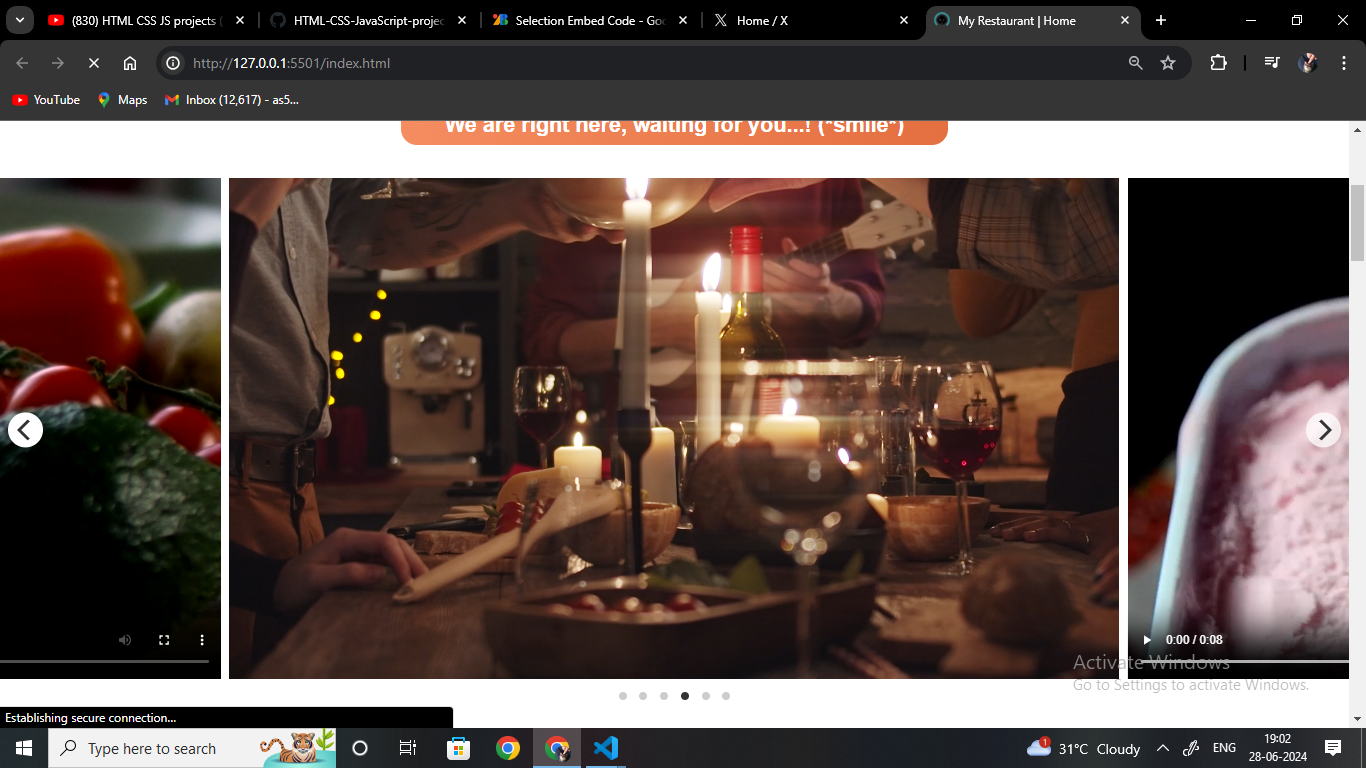 (830) HTML CSS JS projects (
HTML-CSS-JavaScript-projec
Selection Embed Code - Goo
Home / X
My Restaurant | Home
http://127.0.0.1:5501/index.html
YouTube
Maps
Inbox (12,617) - as5...
We are right here, waiting for you...! (*smile*)
0:00 / 0:08
Activate Windows
Go to Settings to activate Windows.
Establishing secure connection...
Type here to search
1
31°C Cloudy
ENG
19:02
28-06-2024